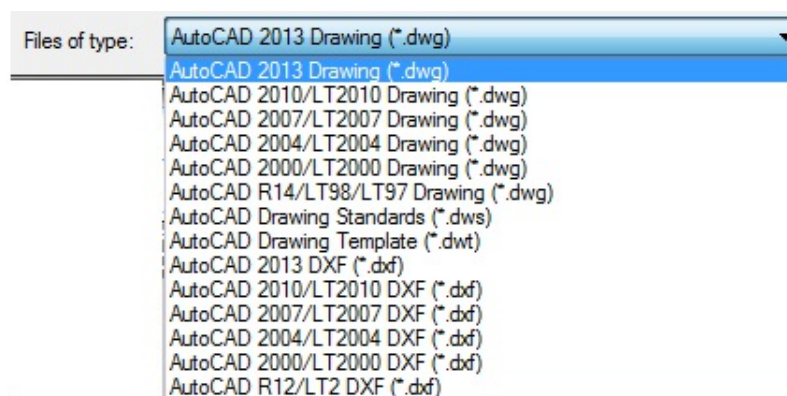 Files of type: AutoCAD 2013 Drawing (*.dwg)
AutoCAD 2013 Drawing (*.dwg)
AutoCAD 2010/LT2010 Drawing (*.dwg)
AutoCAD 2007/LT2007 Drawing (*.dwg)
AutoCAD 2004/LT2004 Drawing (*.dwg)
AutoCAD 2000/LT2000 Drawing (*.dwg)
AutoCAD R14/LT98/LT97 Drawing (*.dwg)
AutoCAD Drawing Standards (*.dws)
AutoCAD Drawing Template (*.dwt)
AutoCAD 2013 DXF (*.dxf)
AutoCAD 2010/LT2010 DXF (*.dxf)
AutoCAD 2007/LT2007 DXF (*.dxf)
AutoCAD 2004/LT2004 DXF (*.dxf)
AutoCAD 2000/LT2000 DXF (*.dxf)
AutoCAD R12/LT2 DXF (*.dxf)